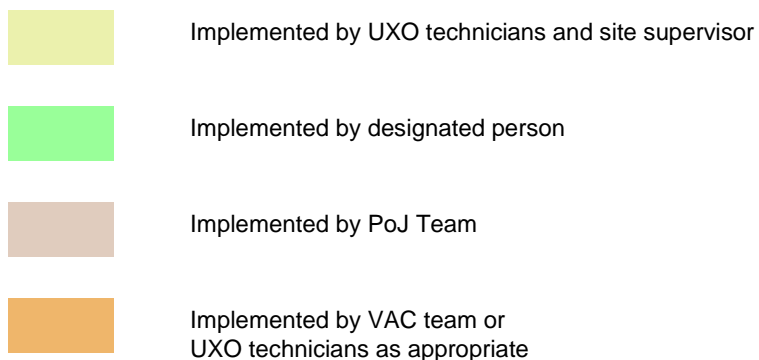 Implemented by UXO technicians and site supervisor
Implemented by designated person
Implemented by PoJ Team
Implemented by VAC team or
UXO technicians as appropriate